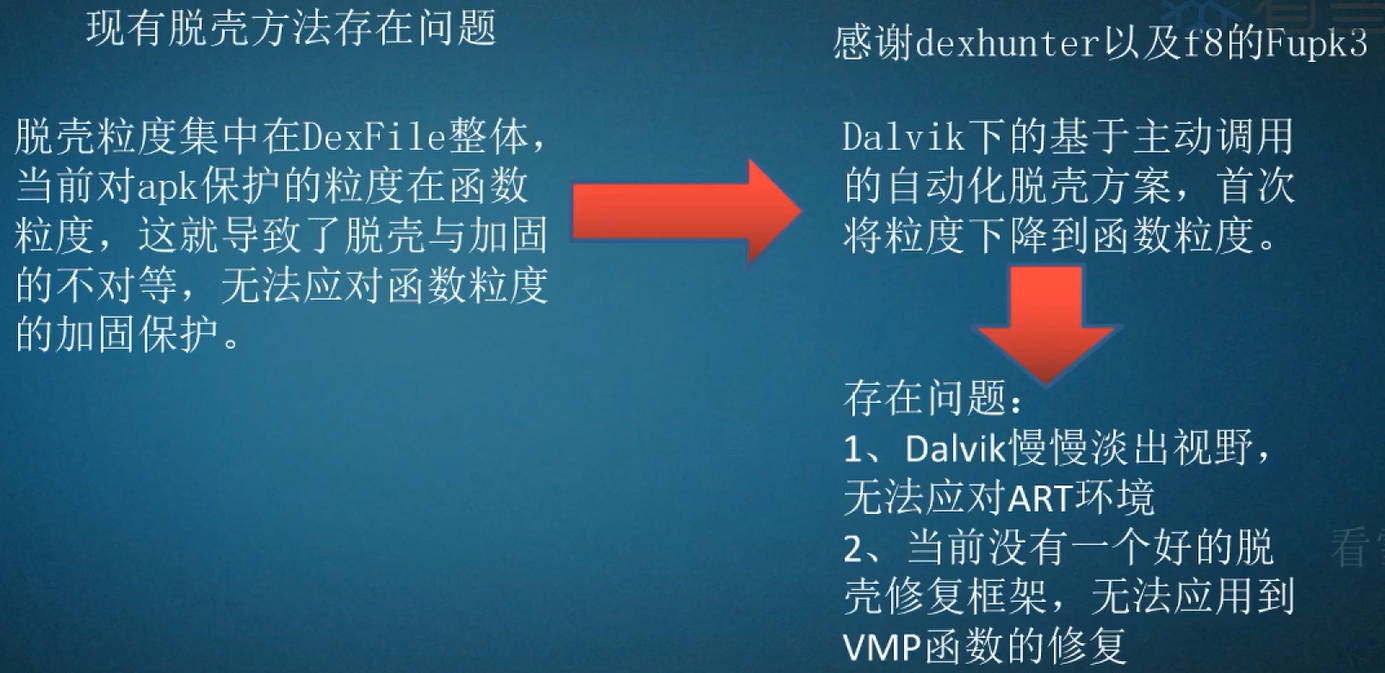 现有脱壳方法存在问题
脱壳粒度集中在DexFile整体，
当前对apk保护的粒度在函数
粒度，这就导致了脱壳与加固
的不对等，无法应对函数粒度
的加固保护。
感谢dexhunter以及f8的Fupk3
Dalvik下的基于主动调用
的自动化脱壳方案，首次
将粒度下降到函数粒度。
存在问题：
1、Dalvik慢慢淡出视野，
无法应对ART环境
2、当前没有一个好的脱
壳修复框架，无法应用到
VMP函数的修复
看